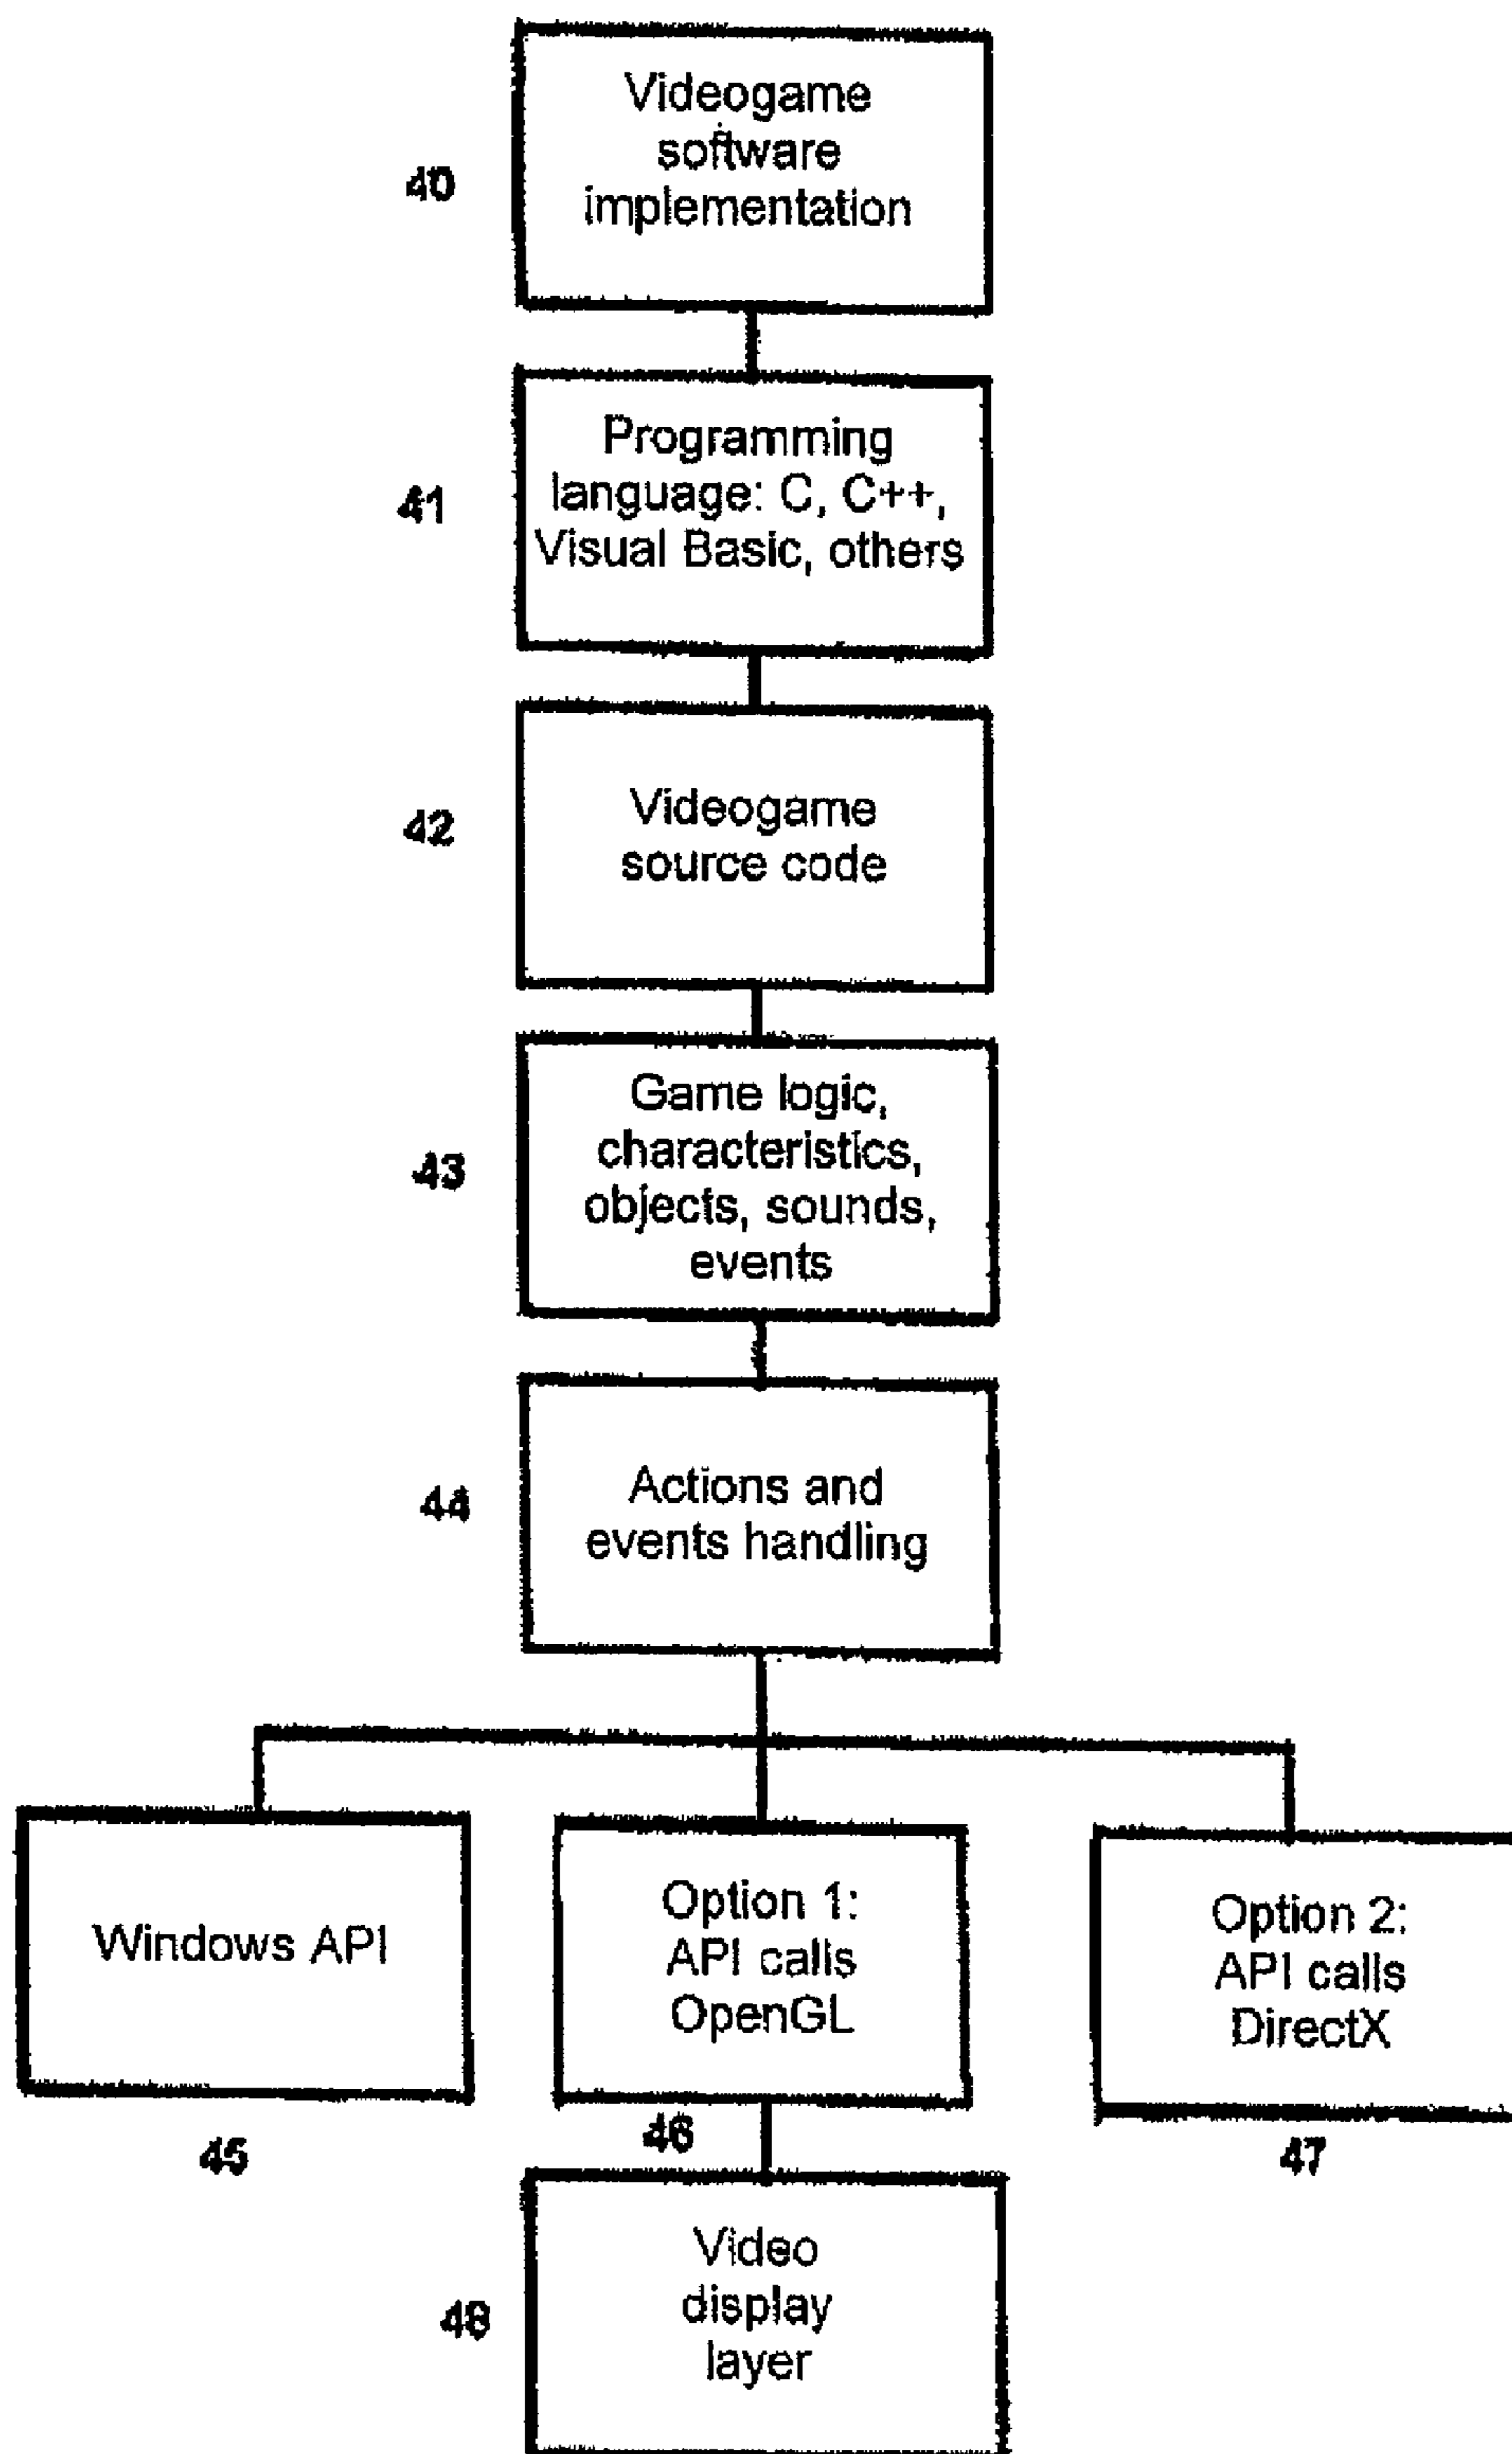 Videogame
software
implementation
40
Programming
language: C, C++,
Visual Basic, others
41
Videogame
source code
42
Game logic,
characteristics,
objects, sounds,
events
43
Actions and
events handling
44
Windows API
45
Option 1:
API calls
OpenGL
46
Option 2:
API calls
DirectX
47
Video
display
layer
48